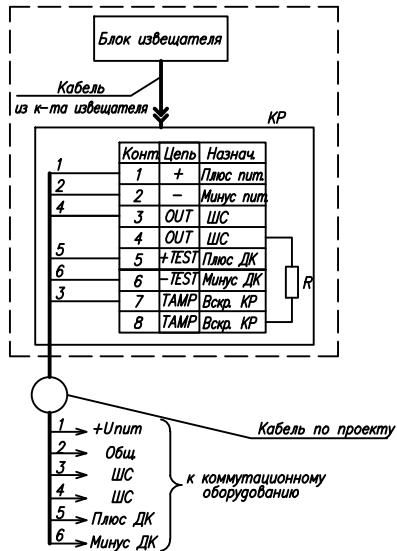 Блок извещателя
Кабель
из к-та извещателя
КР
Конт. Цепь Назнач.
1 1 + Плюс пит.
2 2 – Минус пит.
4 3 OUT ШС
4 OUT ШС
5 5 +TEST Плюс ДК
6 6 –TEST Минус ДК
3 7 TAMP Вскр. КР
8 TAMP Вскр. КР
R
Кабель по проекту
1 +Uпит
2 Общ.
3 ШС
4 ШС
5 Плюс ДК
6 Минус ДК
к коммутационному
оборудованию